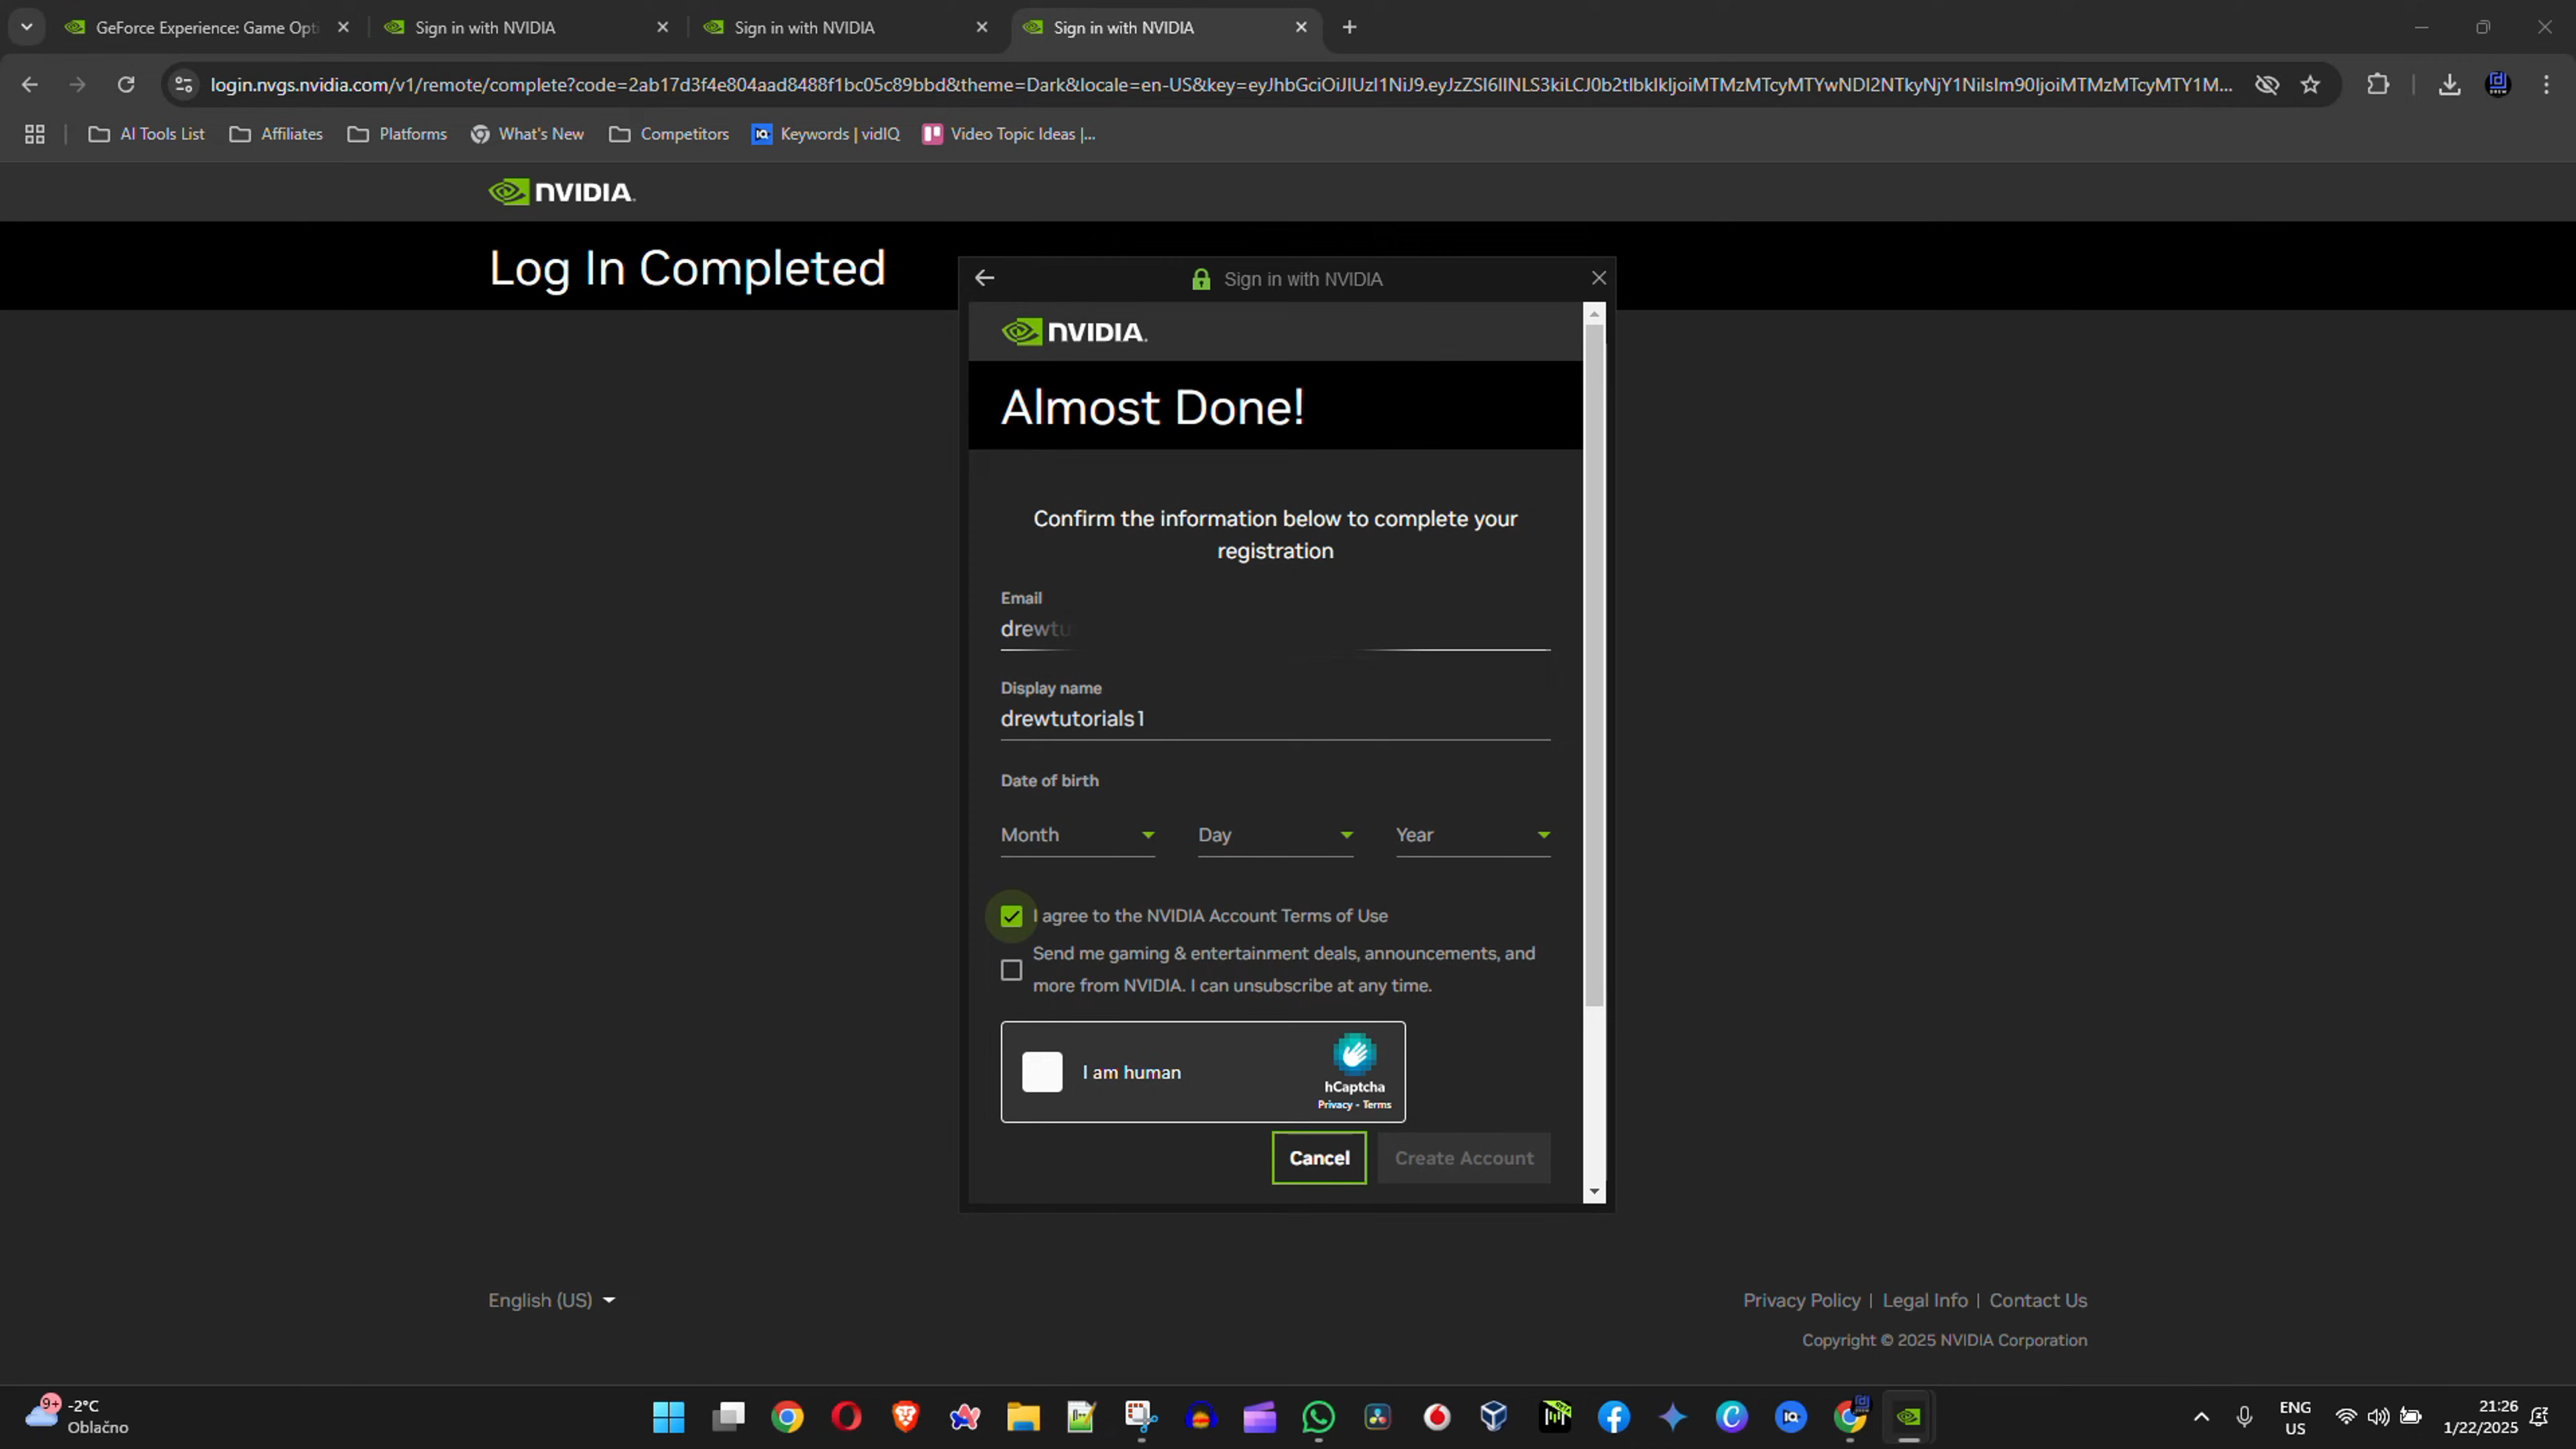 GeForce Experience: Game Opti
Sign in with NVIDIA
Sign in with NVIDIA
Sign in with NVIDIA
login.nvgs.nvidia.com/v1/remote/complete?code=2ab17d3f4e804aad8488f1bc05c89bbd&theme=Dark&locale=en-US&key=
AI Tools List
Affiliates
Platforms
What's New
Competitors
Keywords | vidIQ
Video Topic Ideas |...
NVIDIA.
Log In Completed
Sign in with NVIDIA
NVIDIA.
Almost Done!
Confirm the information below to complete your
registration
Email
drewtu
Display name
drewtutorials1
Date of birth
Month
Day
Year
I agree to the NVIDIA Account Terms of Use
Send me gaming & entertainment deals, announcements, and
more from NVIDIA. I can unsubscribe at any time.
I am human
hCaptcha
Privacy - Terms
Cancel
Create Account
English (US)
Privacy Policy | Legal Info | Contact Us
Copyright © 2025 NVIDIA Corporation
9+
-2°C
Oblačno
ENG
US
21:26
1/22/2025